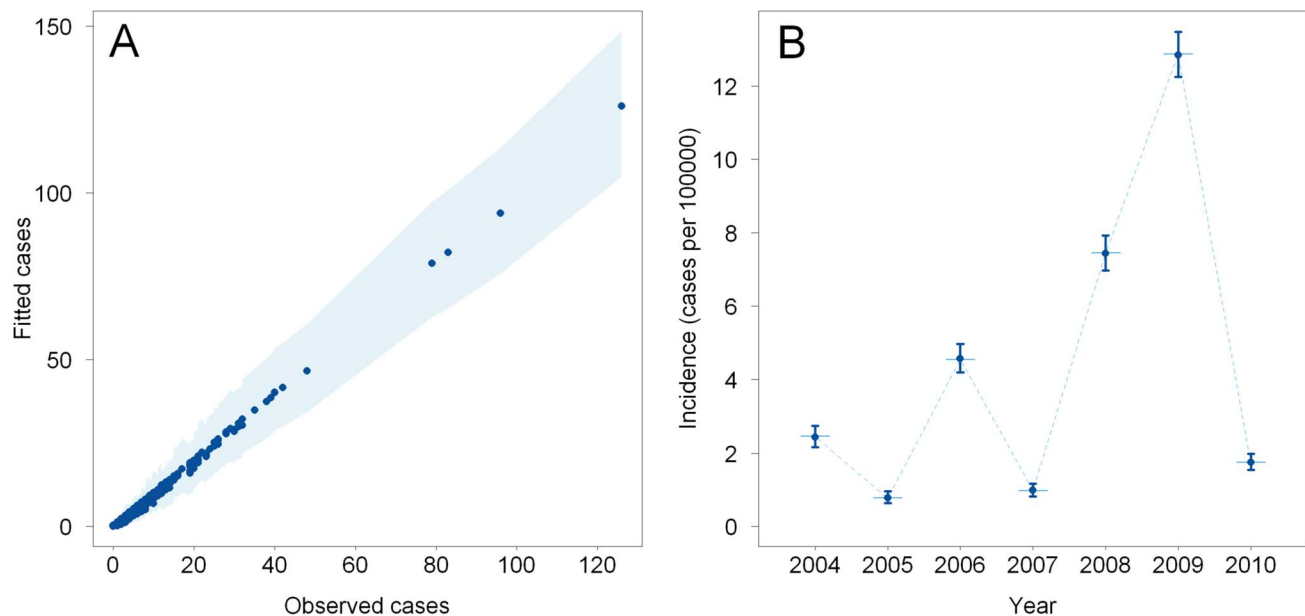 A
150
100
50
0
Fitted cases
0 20 40 60 80 100 120
Observed cases
B
12
10
8
6
4
2
0
Incidence (cases per 100000)
2004 2005 2006 2007 2008 2009 2010
Year